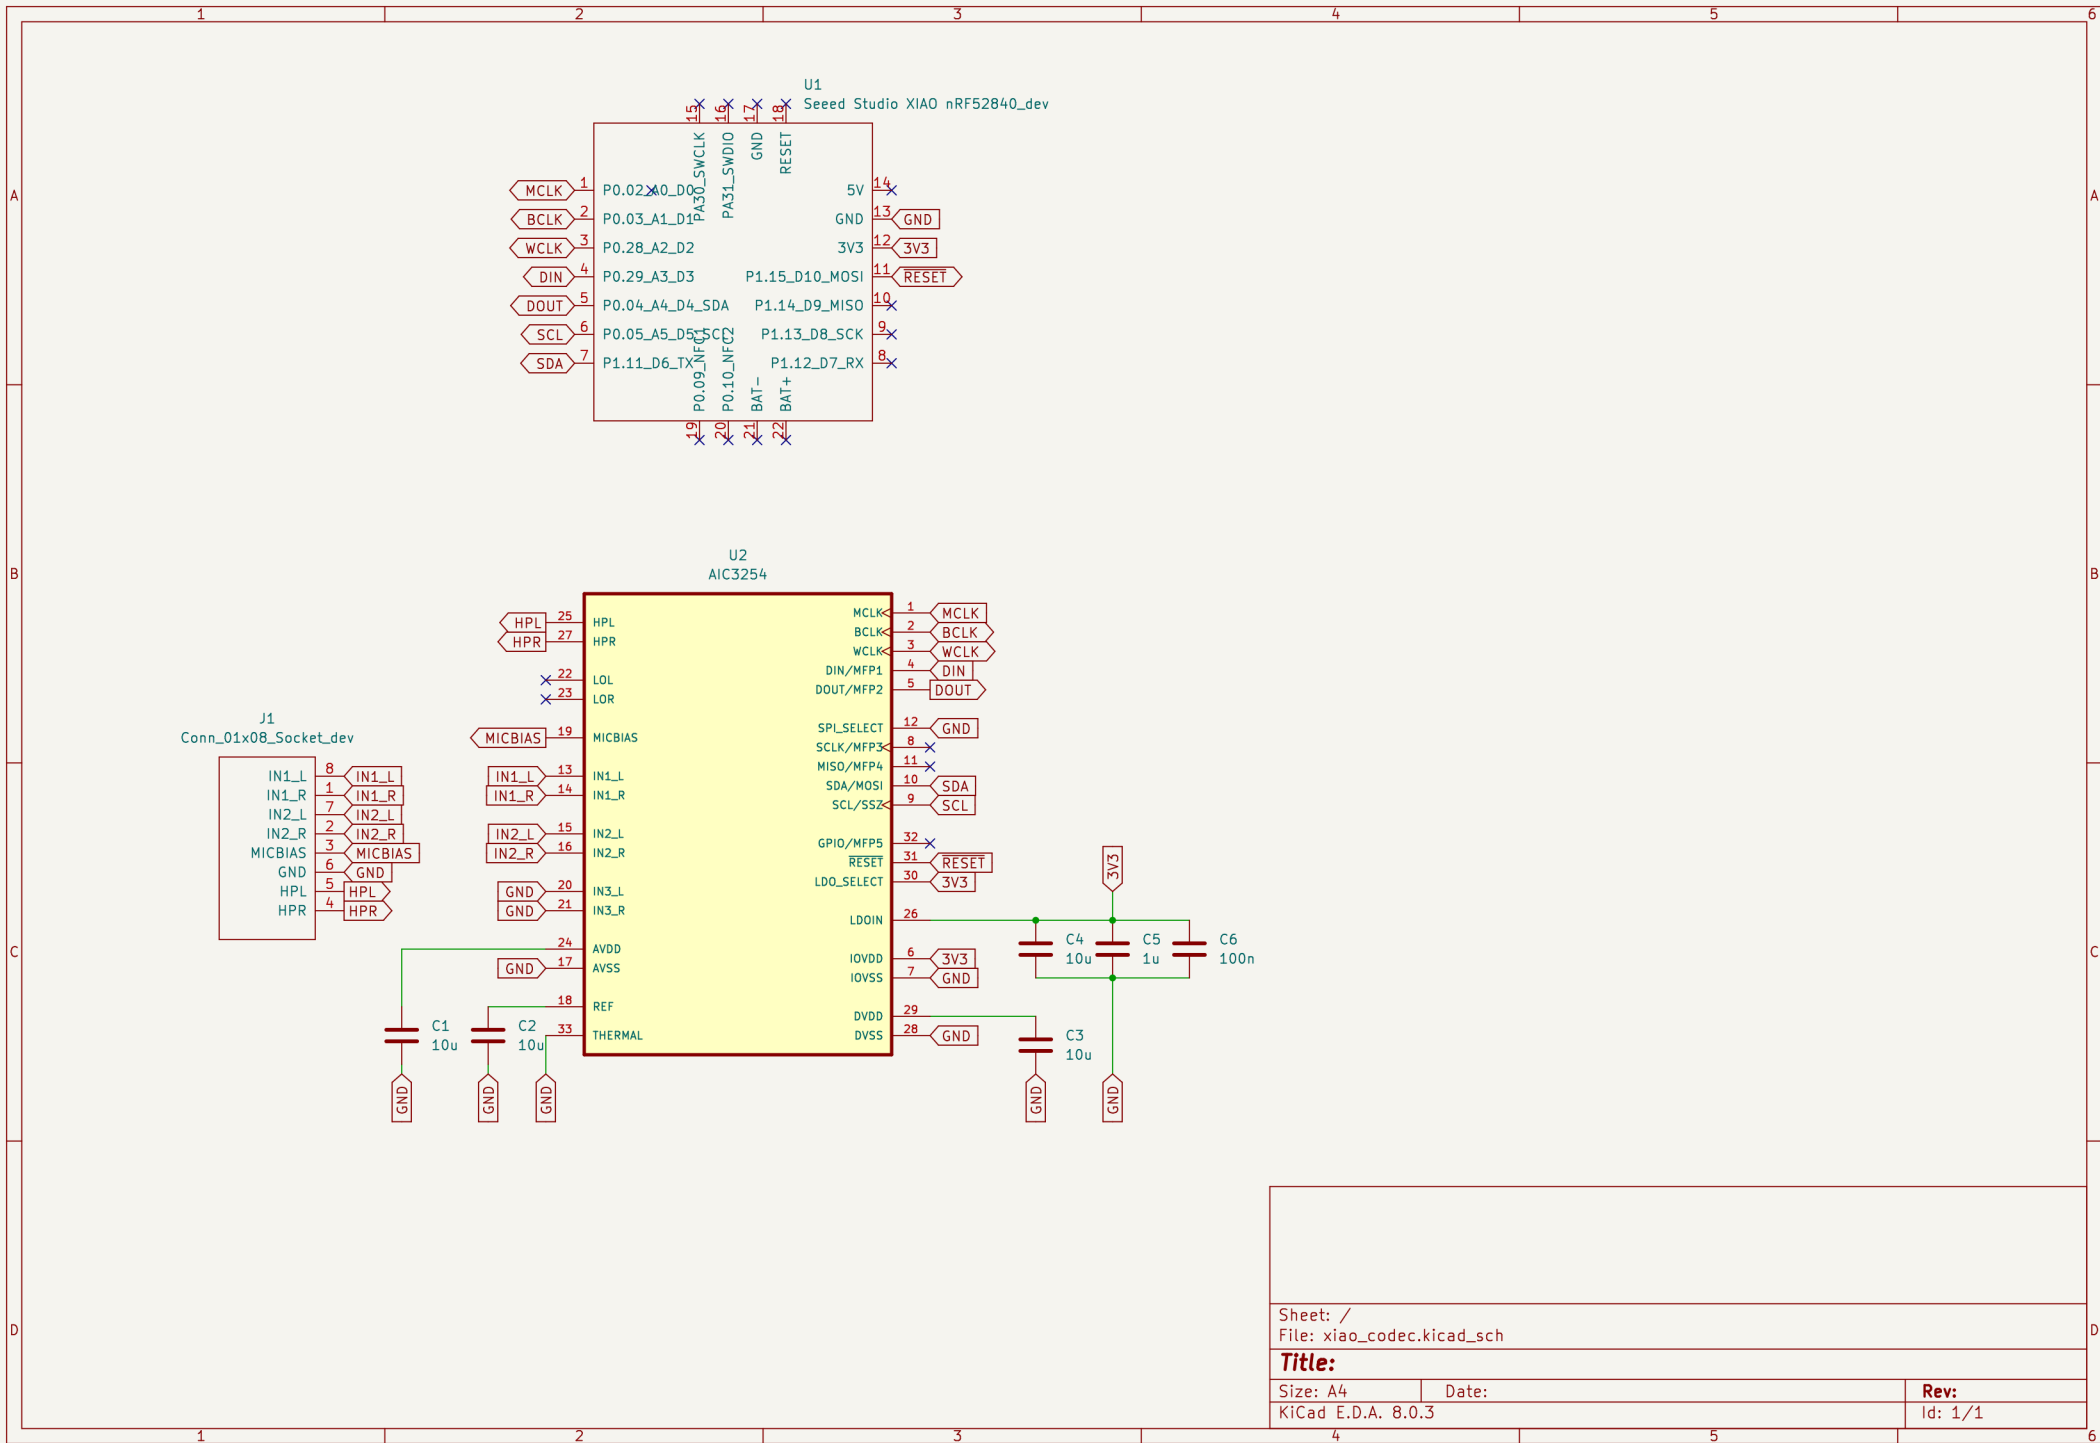 1 2 3 4 5 6
A A
B B
C C
D D
U1
Seeed Studio XIAO nRF52840_dev
15 16 17 18
PA30_SWCLK PA31_SWDIO GND RESET
MCLK 1 P0.02_A0_D0 5V 14
BCLK 2 P0.03_A1_D1 GND 13 GND
WCLK 3 P0.28_A2_D2 3V3 12 3V3
DIN 4 P0.29_A3_D3 P1.15_D10_MOSI 11 RESET
DOUT 5 P0.04_A4_D4_SDA P1.14_D9_MISO 10
SCL 6 P0.05_A5_D5_SCL P1.13_D8_SCK 9
SDA 7 P1.11_D6_TX P1.12_D7_RX 8
P0.09_NFC1 P0.10_NFC2 BAT- BAT+
19 20 21 22
U2
AIC3254
HPL 25 HPL MCLK 1 MCLK
HPR 27 HPR BCLK 2 BCLK
WCLK 3 WCLK
22 LOL DIN/MFP1 4 DIN
23 LOR DOUT/MFP2 5 DOUT
SPI_SELECT 12 GND
MICBIAS 19 MICBIAS SCLK/MFP3 8
MISO/MFP4 11
IN1_L 13 IN1_L SDA/MOSI 10 SDA
IN1_R 14 IN1_R SCL/SSZ 9 SCL
IN2_L 15 IN2_L GPIO/MFP5 32
IN2_R 16 IN2_R RESET 31 RESET
LDO_SELECT 30 3V3
GND 20 IN3_L
GND 21 IN3_R LDOIN 26
24 AVDD IOVDD 6 3V3
GND 17 AVSS IOVSS 7 GND
18 REF DVDD 29
33 THERMAL DVSS 28 GND
J1
Conn_01x08_Socket_dev
IN1_L 8 IN1_L
IN1_R 1 IN1_R
IN2_L 7 IN2_L
IN2_R 2 IN2_R
MICBIAS 3 MICBIAS
GND 6 GND
HPL 5 HPL
HPR 4 HPR
3V3
C4 C5 C6
10u 1u 100n
C1 C2 C3
10u 10u 10u
GND GND GND GND GND
Sheet: /
File: xiao_codec.kicad_sch
Title:
Size: A4 Date: Rev:
KiCad E.D.A. 8.0.3 Id: 1/1
1 2 3 4 5 6